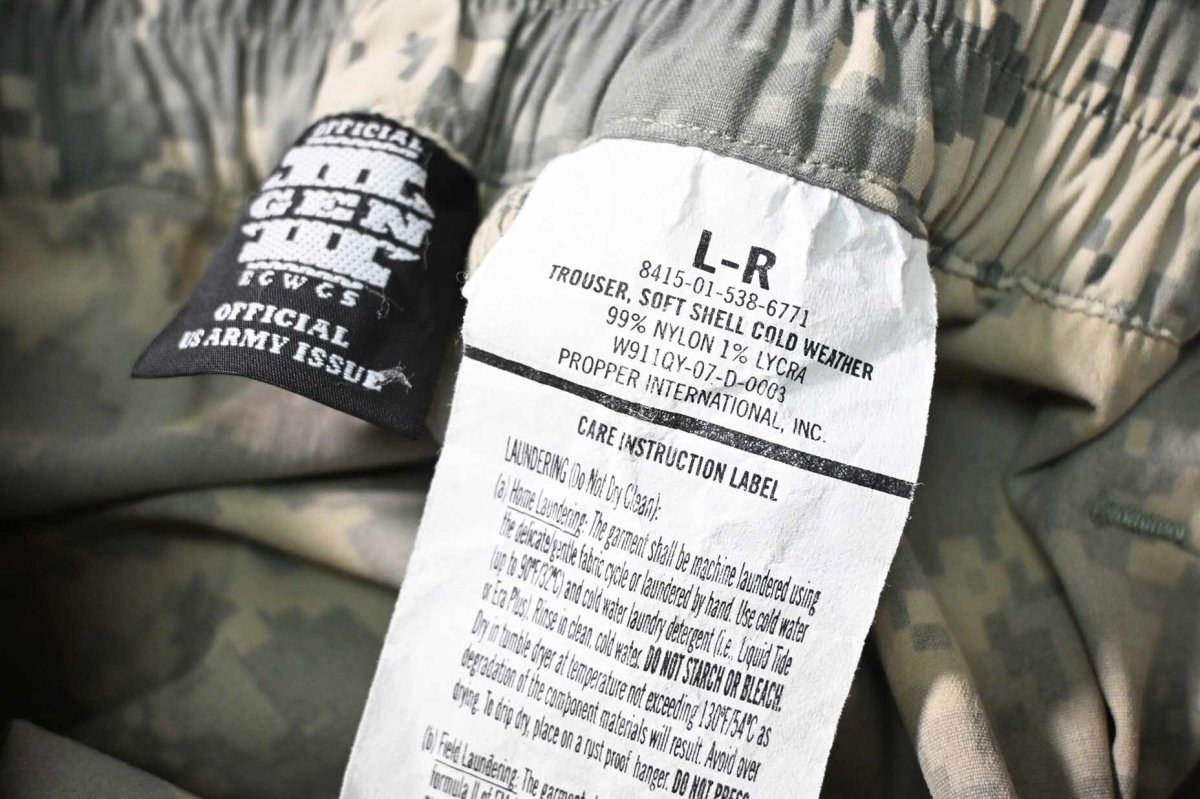 OFFICIAL
III
GEN
III
ECWCS
OFFICIAL
US ARMY ISSUE
L-R
8415-01-538-6771
TROUSER, SOFT SHELL COLD WEATHER
99% NYLON 1% LYCRA
W911QY-07-D-0003
PROPPER INTERNATIONAL, INC.
CARE INSTRUCTION LABEL
LAUNDERING (Do Not Dry Clean):
(a) Home Laundering: The garment shall be machine laundered using
the delicate/gentle fabric cycle or laundered by hand. Use cold water
(up to 90°F/32°C) and cold water laundry detergent (i.e., Liquid Tide
or Era Plus). Rinse in clean, cold water. DO NOT STARCH OR BLEACH.
Dry in tumble dryer at temperature not exceeding 130°F/54°C as
degradation of the component materials will result. Avoid over
drying. To drip dry, place on a rust proof hanger. DO NOT PRESS
(b) Field Laundering: The garment
formula II of